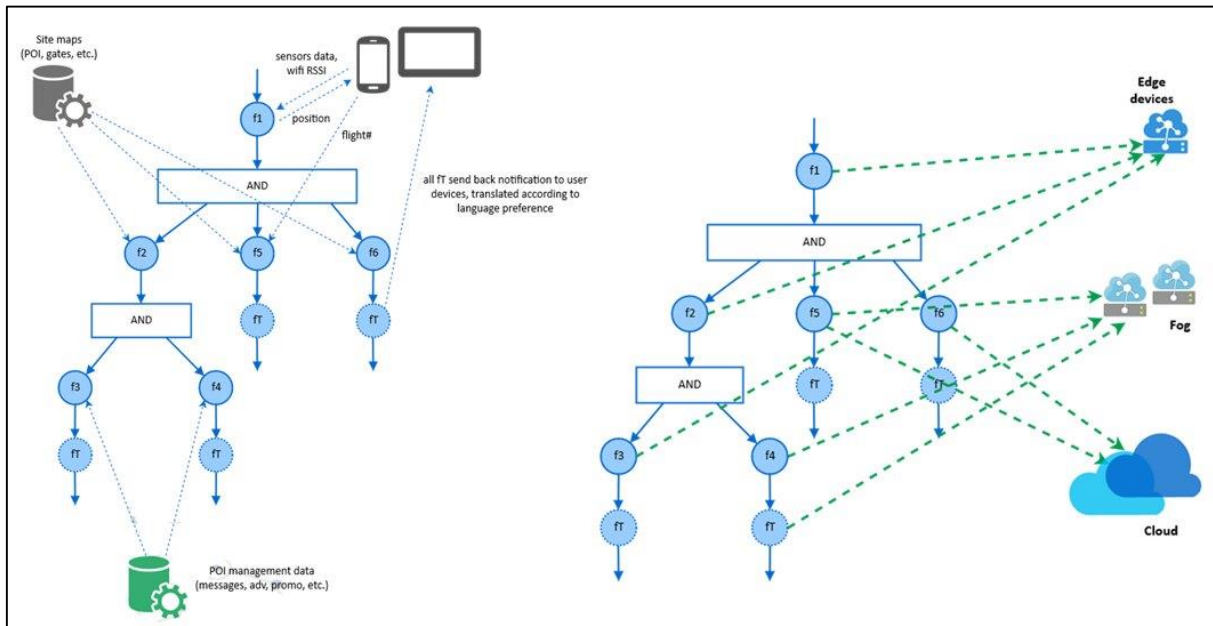 Site maps
(POI, gates, etc.)
sensors data,
wifi RSSI
f1
position
flight#
AND
all fT send back notification to user
devices, translated according to
language preference
f2
f5
f6
AND
fT
fT
f3
f4
fT
fT
POI management data
(messages, adv, promo, etc.)
Edge
devices
f1
AND
f2
f5
f6
Fog
AND
fT
fT
f3
f4
fT
fT
Cloud